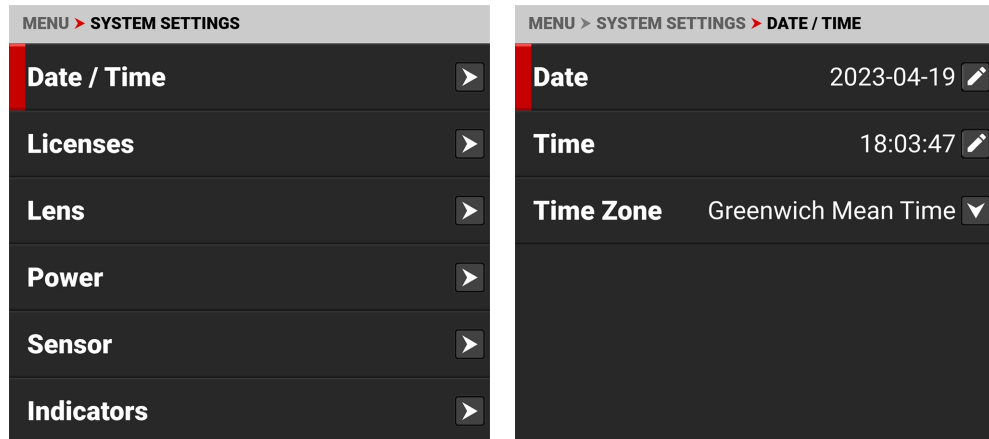 MENU > SYSTEM SETTINGS
Date / Time
Licenses
Lens
Power
Sensor
Indicators
MENU > SYSTEM SETTINGS > DATE / TIME
Date 2023-04-19
Time 18:03:47
Time Zone Greenwich Mean Time